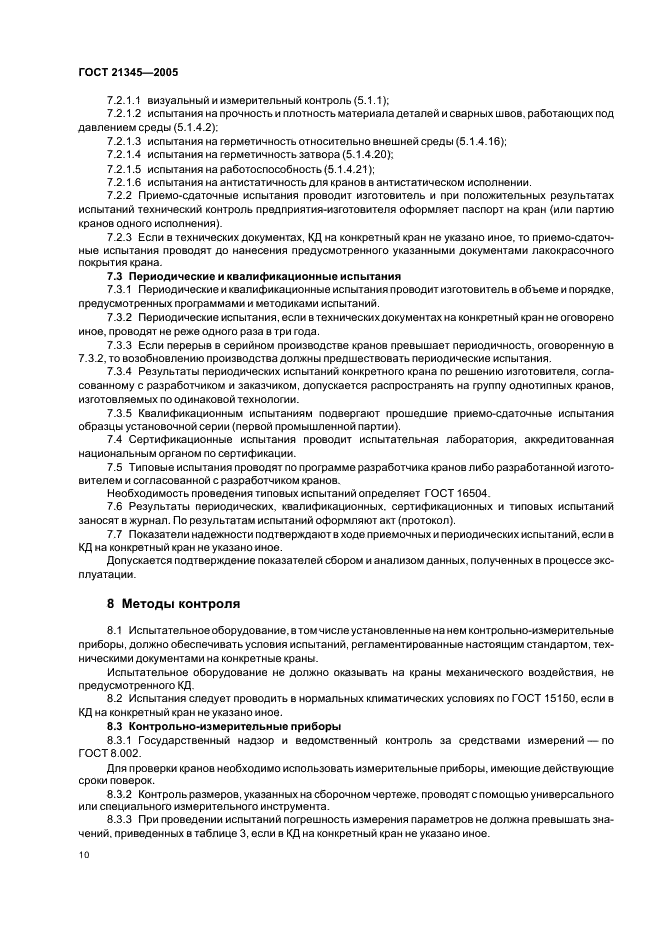 ГОСТ 21345—2005
7.2.1.1 визуальный и измерительный контроль (5.1.1);
7.2.1.2 испытания на прочность и плотность материала деталей и сварных швов, работающих под
давлением среды (5.1.4.2);
7.2.1.3 испытания на герметичность относительно внешней среды (5.1.4.16);
7.2.1.4 испытания на герметичность затвора (5.1.4.20);
7.2.1.5 испытания на работоспособность (5.1.4.21);
7.2.1.6 испытания на антистатичность для кранов в антистатическом исполнении.
7.2.2 Приемо-сдаточные испытания проводит изготовитель и при положительных результатах
испытаний технический контроль предприятия-изготовителя оформляет паспорт на кран (или партию
кранов одного исполнения).
7.2.3 Если в технических документах, КД на конкретный кран не указано иное, то приемо-сдаточ-
ные испытания проводят до нанесения предусмотренного указанными документами лакокрасочного
покрытия крана.
7.3 Периодические и квалификационные испытания
7.3.1 Периодические и квалификационные испытания проводит изготовитель в объеме и порядке,
предусмотренных программами и методиками испытаний.
7.3.2 Периодические испытания, если в технических документах на конкретный кран не оговорено
иное, проводят не реже одного раза в три года.
7.3.3 Если перерыв в серийном производстве кранов превышает периодичность, оговоренную в
7.3.2, то возобновлению производства должны предшествовать периодические испытания.
7.3.4 Результаты периодических испытаний конкретного крана по решению изготовителя, согла-
сованному с разработчиком и заказчиком, допускается распространять на группу однотипных кранов,
изготовляемых по одинаковой технологии.
7.3.5 Квалификационным испытаниям подвергают прошедшие приемо-сдаточные испытания
образцы установочной серии (первой промышленной партии).
7.4 Сертификационные испытания проводит испытательная лаборатория, аккредитованная
национальным органом по сертификации.
7.5 Типовые испытания проводят по программе разработчика кранов либо разработанной изгото-
вителем и согласованной с разработчиком кранов.
Необходимость проведения типовых испытаний определяет ГОСТ 16504.
7.6 Результаты периодических, квалификационных, сертификационных и типовых испытаний
заносят в журнал. По результатам испытаний оформляют акт (протокол).
7.7 Показатели надежности подтверждают в ходе приемочных и периодических испытаний, если в
КД на конкретный кран не указано иное.
Допускается подтверждение показателей сбором и анализом данных, полученных в процессе экс-
плуатации.
8 Методы контроля
8.1 Испытательное оборудование, в том числе установленные на нем контрольно-измерительные
приборы, должно обеспечивать условия испытаний, регламентированные настоящим стандартом, тех-
ническими документами на конкретные краны.
Испытательное оборудование не должно оказывать на краны механического воздействия, не
предусмотренного КД.
8.2 Испытания следует проводить в нормальных климатических условиях по ГОСТ 15150, если в
КД на конкретный кран не указано иное.
8.3 Контрольно-измерительные приборы
8.3.1 Государственный надзор и ведомственный контроль за средствами измерений — по
ГОСТ 8.002.
Для проверки кранов необходимо использовать измерительные приборы, имеющие действующие
сроки поверок.
8.3.2 Контроль размеров, указанных на сборочном чертеже, проводят с помощью универсального
или специального измерительного инструмента.
8.3.3 При проведении испытаний погрешность измерения параметров не должна превышать зна-
чений, приведенных в таблице 3, если в КД на конкретный кран не указано иное.
10